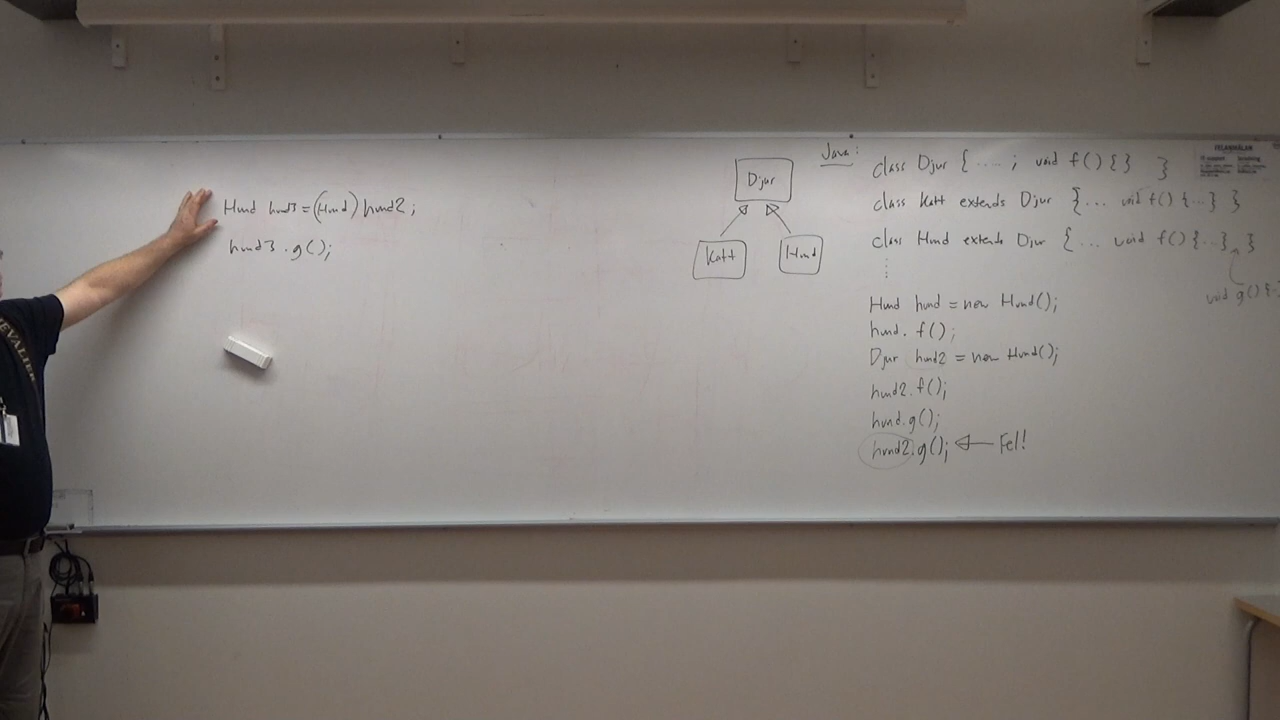 Hund hund3 = (Hund) hund2;
hund3.g();
Djur
Katt
Hund
Java:
class Djur { ..... ; void f() { } }
class Katt extends Djur { ... void f() {...} }
class Hund extends Djur { ... void f() {...} }
void g() {
Hund hund = new Hund();
hund.f();
Djur hund2 = new Hund();
hund2.f();
hund.g();
hund2.g(); Fel!
FELANMÄLAN